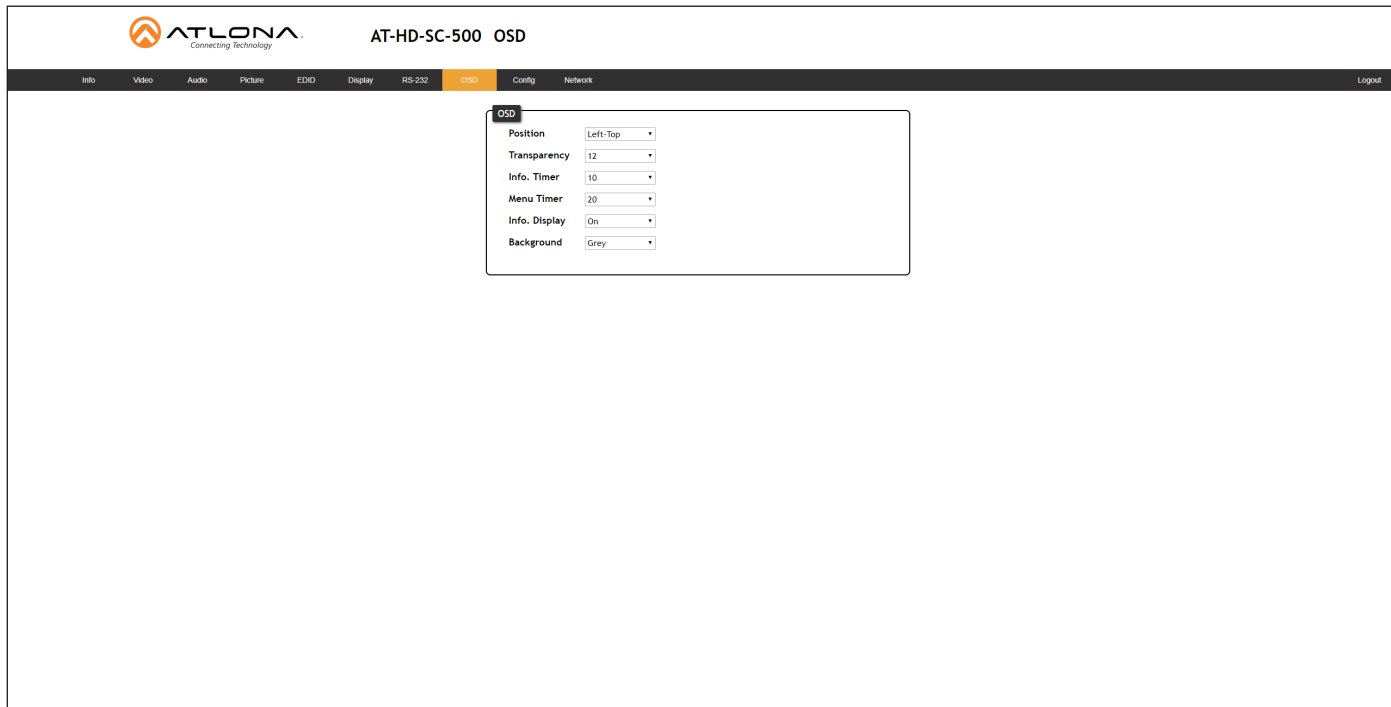 ATLONA.
Connecting Technology
AT-HD-SC-500 OSD
Info Video Audio Picture EDID Display RS-232 OSD Config Network Logout
OSD
Position Left-Top
Transparency 12
Info. Timer 10
Menu Timer 20
Info. Display On
Background Grey